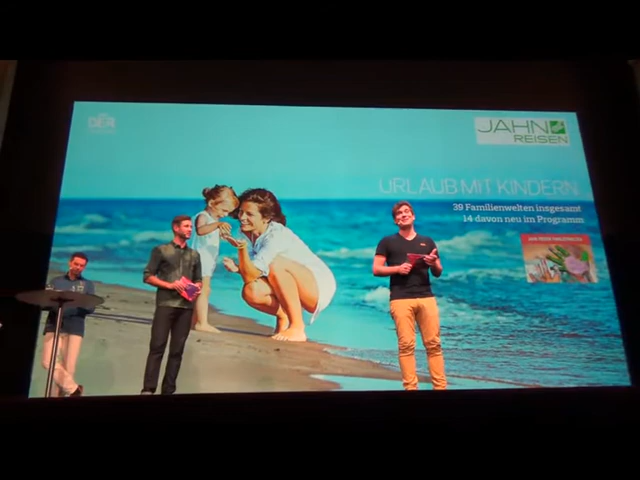 DER
JAHN
REISEN
URLAUB MIT KINDERN
39 Familienwelten insgesamt
14 davon neu im Programm